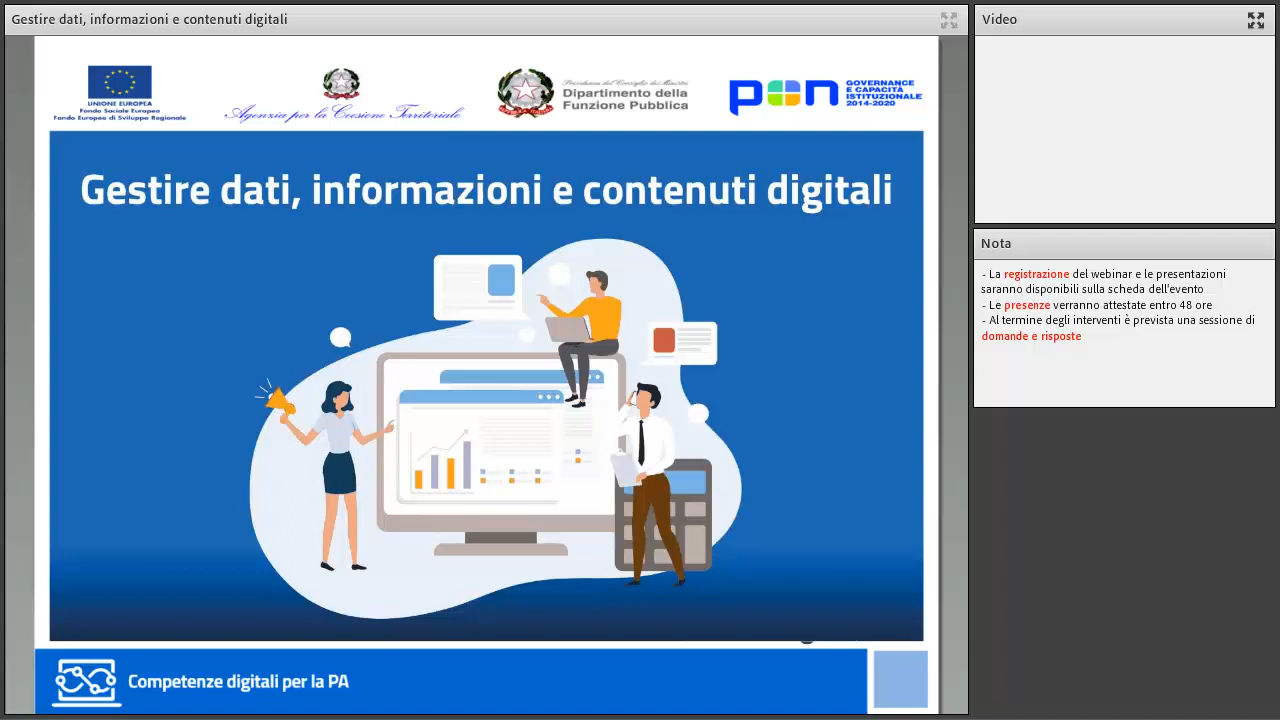 Gestire dati, informazioni e contenuti digitali
UNIONE EUROPEA
Fondo Sociale Europeo
Fondo Europeo di Sviluppo Regionale
Agenzia per la Coesione Territoriale
Presidenza del Consiglio dei Ministri
Dipartimento della
Funzione Pubblica
pon
GOVERNANCE
E CAPACITÀ
ISTITUZIONALE
2014-2020
Gestire dati, informazioni e contenuti digitali
Competenze digitali per la PA
Video
Nota
- La registrazione del webinar e le presentazioni
saranno disponibili sulla scheda dell'evento
- Le presenze verranno attestate entro 48 ore
- Al termine degli interventi è prevista una sessione di
domande e risposte